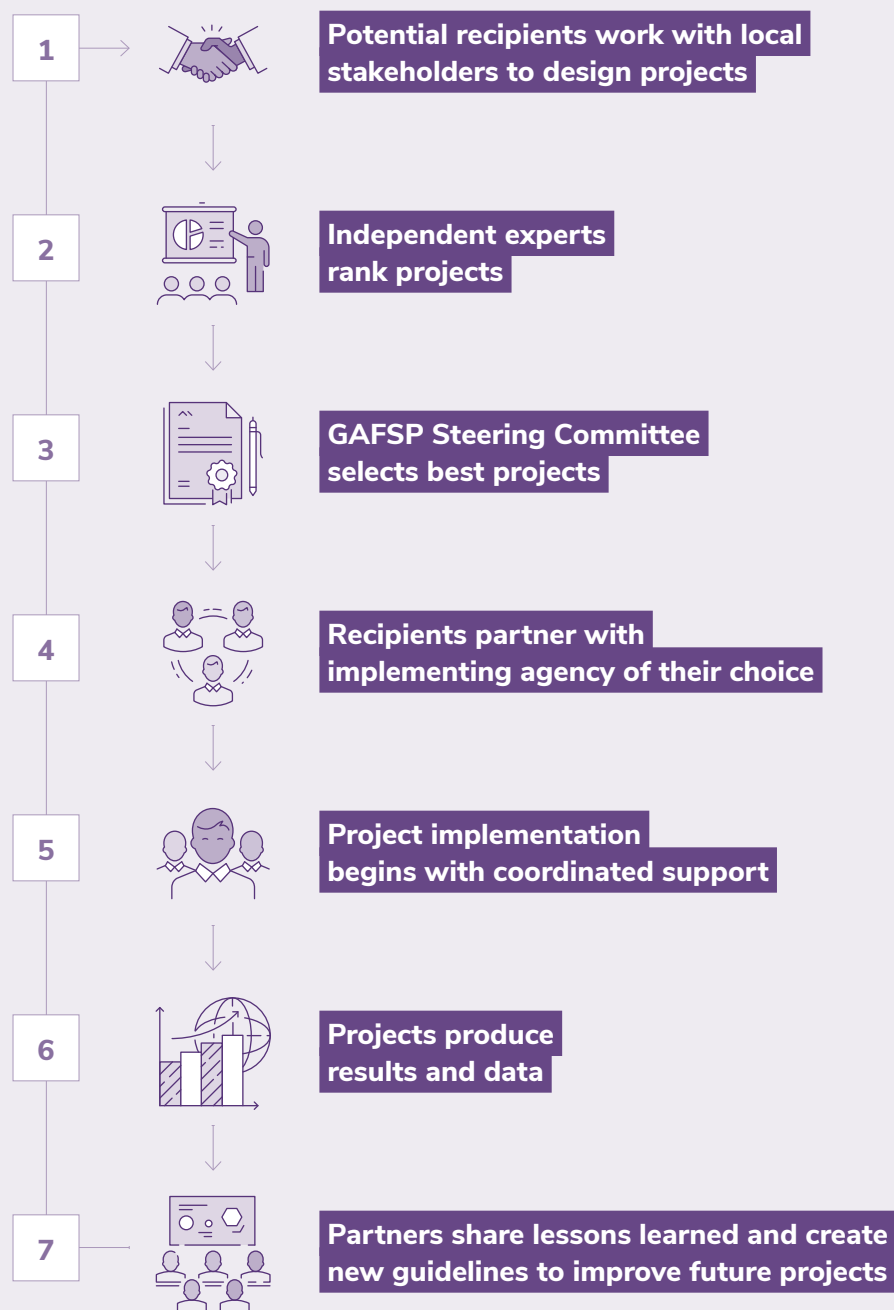 1
Potential recipients work with local
stakeholders to design projects
2
Independent experts
rank projects
3
GAFSP Steering Committee
selects best projects
4
Recipients partner with
implementing agency of their choice
5
Project implementation
begins with coordinated support
6
Projects produce
results and data
7
Partners share lessons learned and create
new guidelines to improve future projects